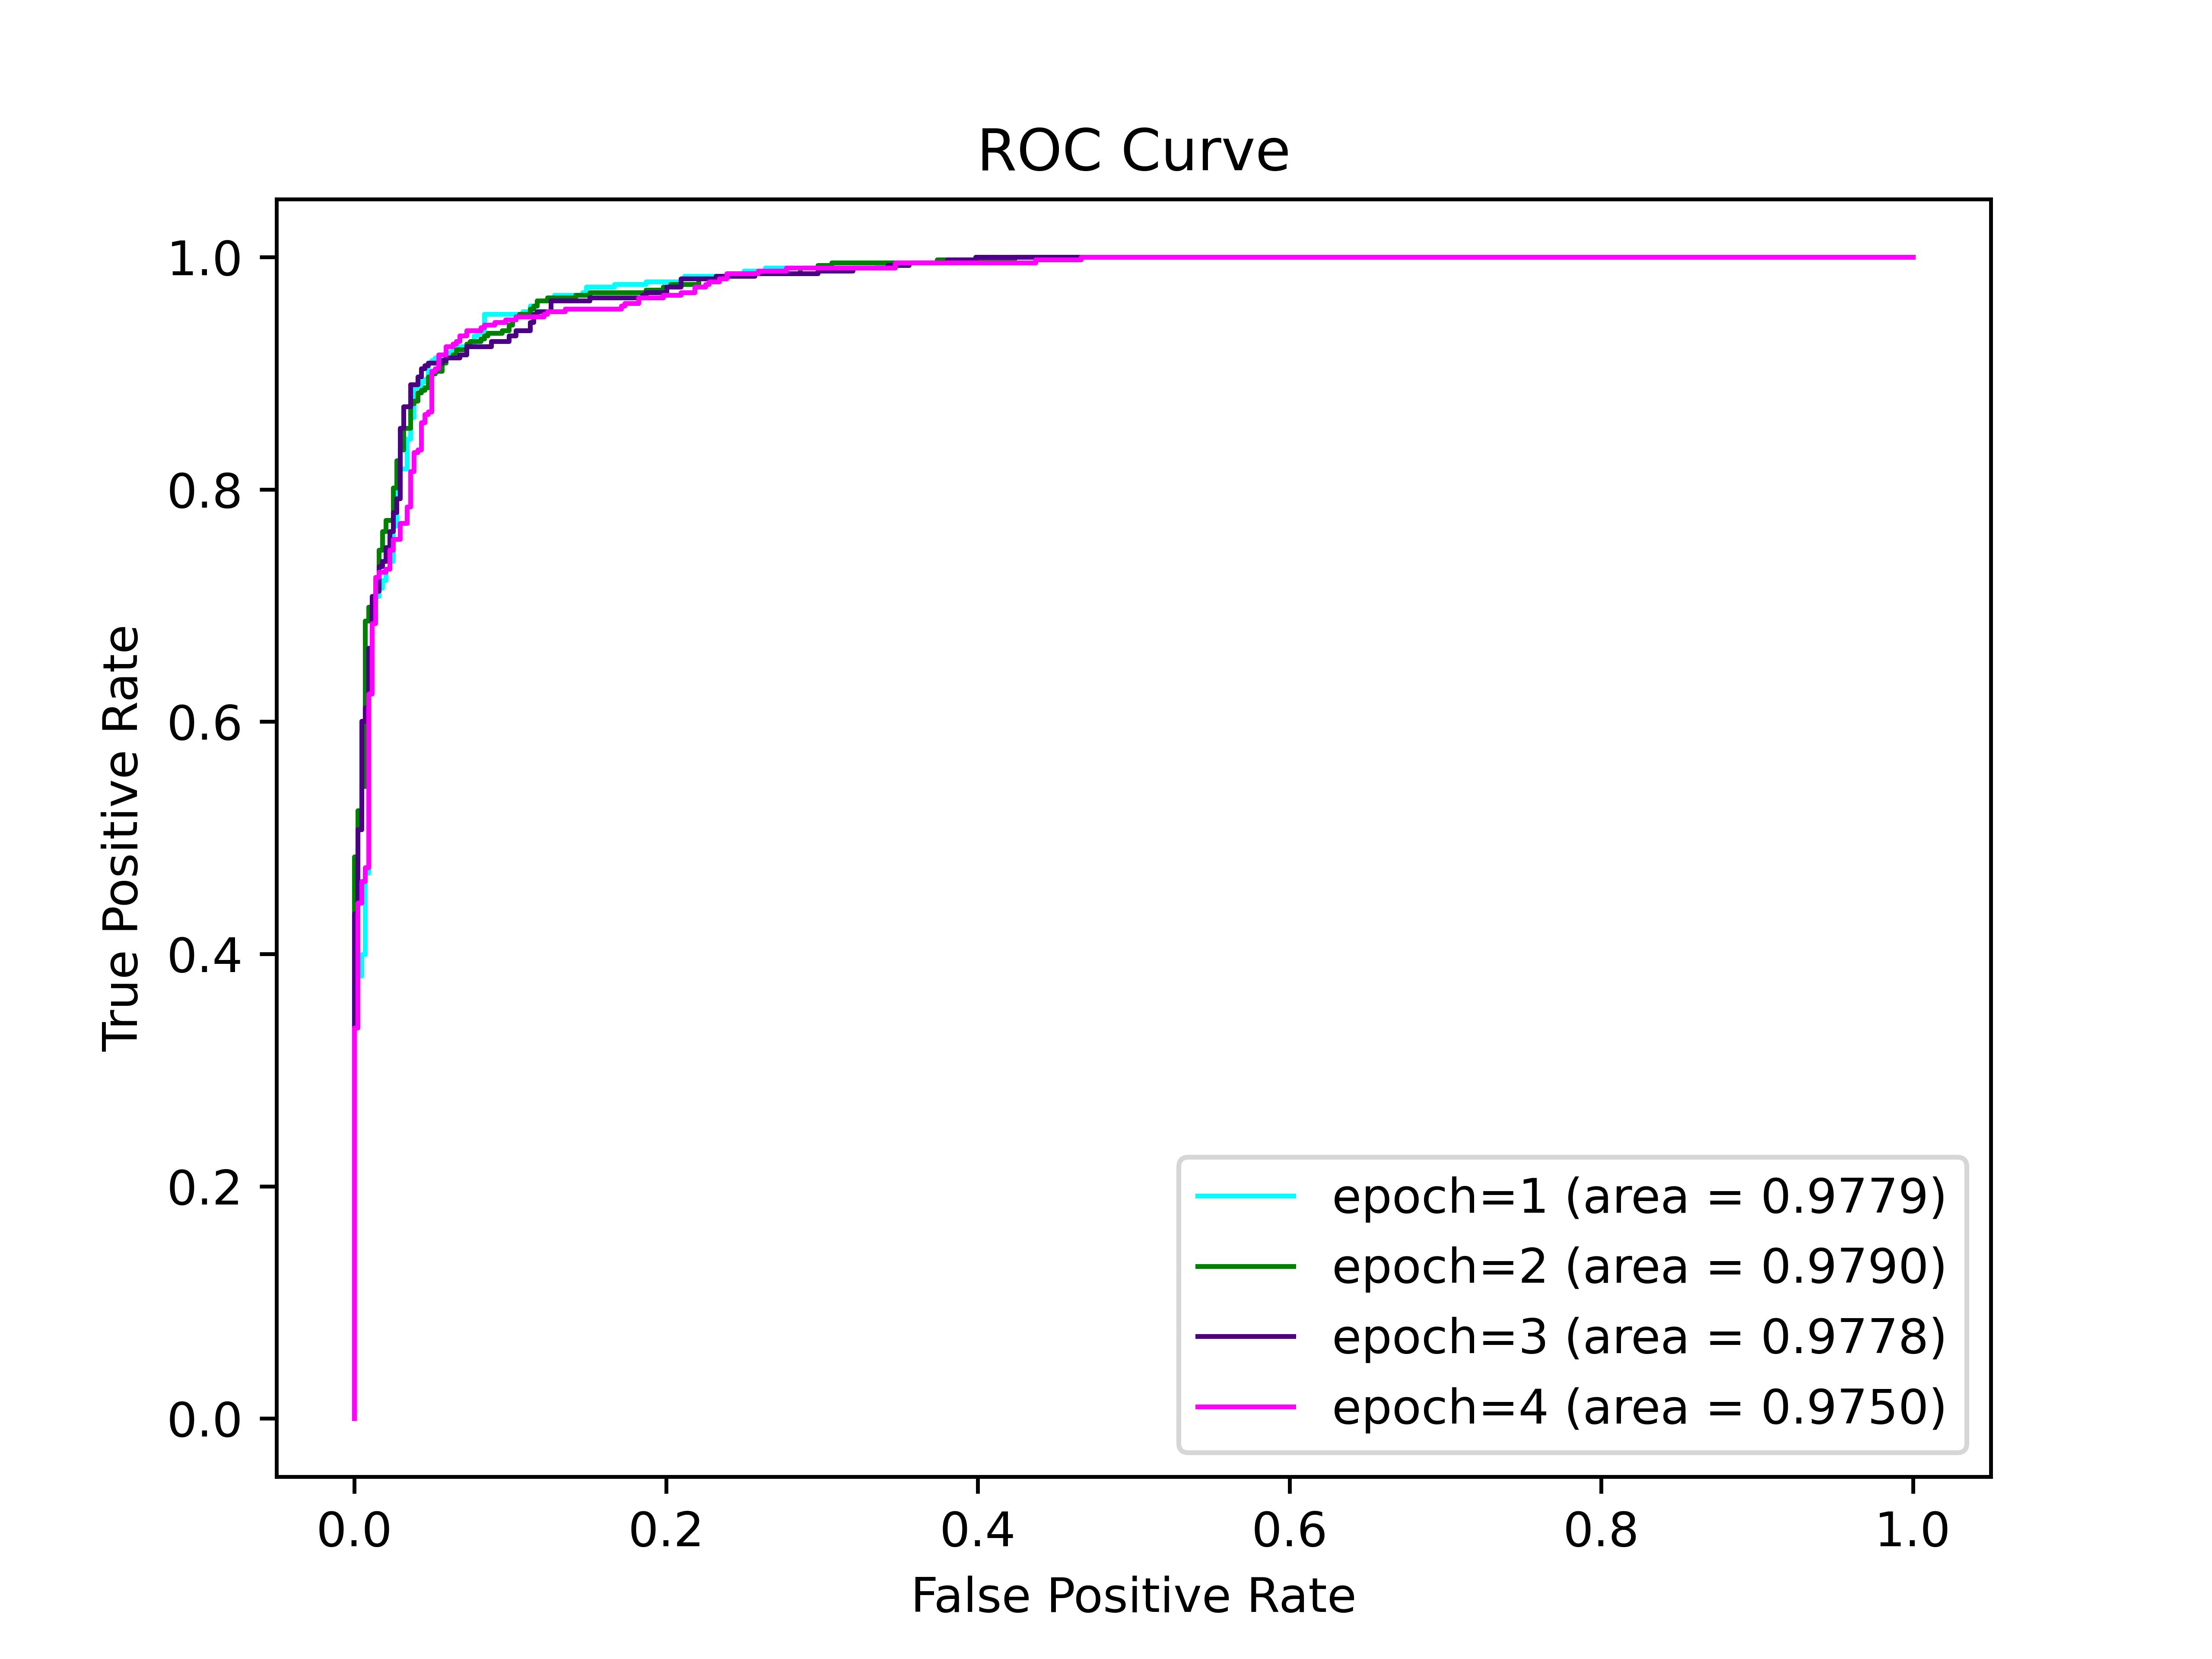 ROC Curve
1.0
0.8
0.6
0.4
0.2
0.0
True Positive Rate
epoch=1 (area = 0.9779)
epoch=2 (area = 0.9790)
epoch=3 (area = 0.9778)
epoch=4 (area = 0.9750)
0.0 0.2 0.4 0.6 0.8 1.0
False Positive Rate